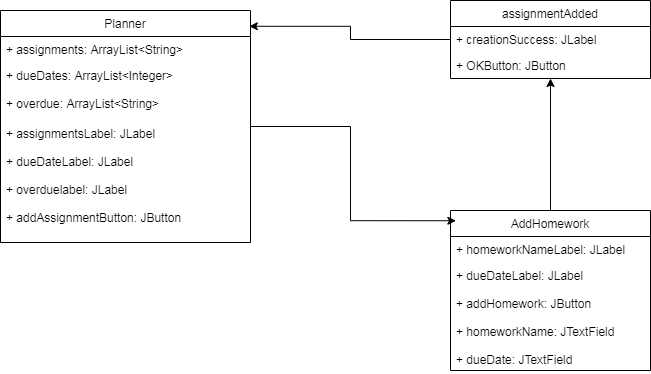 Planner
+ assignments: ArrayList<String>
+ dueDates: ArrayList<Integer>
+ overdue: ArrayList<String>
+ assignmentsLabel: JLabel
+ dueDateLabel: JLabel
+ overduelabel: JLabel
+ addAssignmentButton: JButton
assignmentAdded
+ creationSuccess: JLabel
+ OKButton: JButton
AddHomework
+ homeworkNameLabel: JLabel
+ dueDateLabel: JLabel
+ addHomework: JButton
+ homeworkName: JTextField
+ dueDate: JTextField